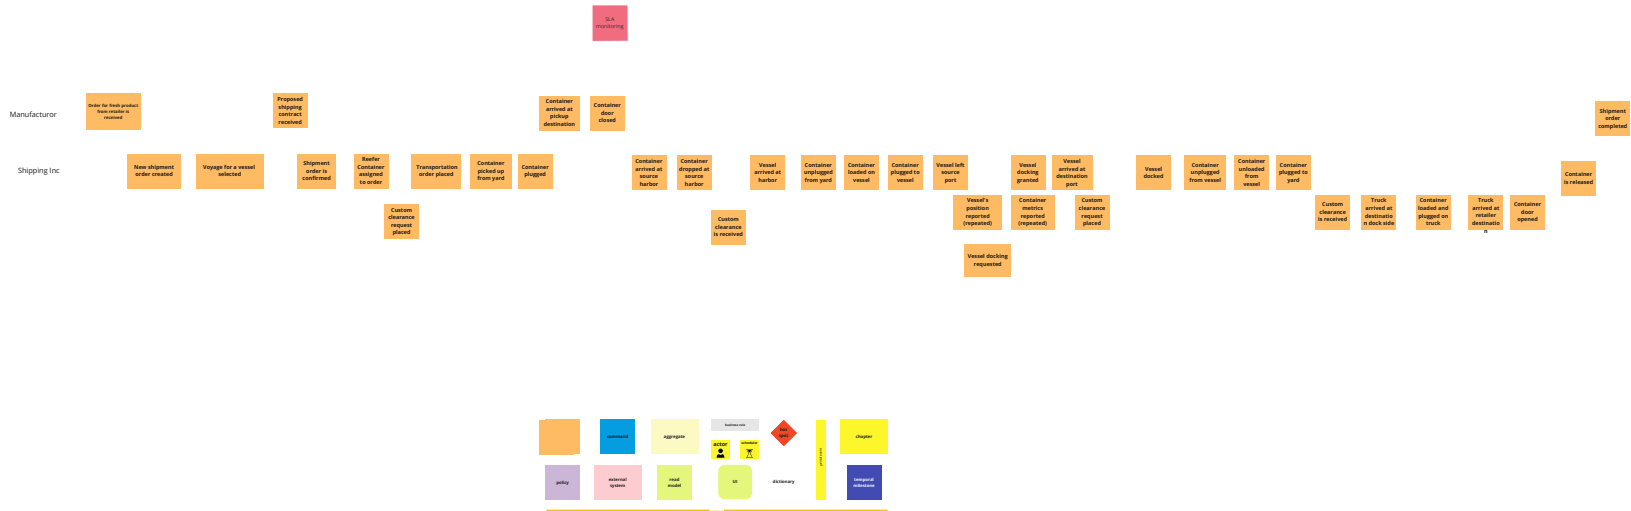 SLA
monitoring
Manufacturor
Order for fresh product
from retailer is
received
Proposed
shipping
contract
received
Container
arrived at
pickup
destination
Container
door
closed
Shipment
order
completed
Shipping Inc
New shipment
order created
Voyage for a vessel
selected
Shipment
order is
confirmed
Reefer
Container
assigned
to order
Transportation
order placed
Container
picked up
from yard
Container
plugged
Container
arrived at
source
harbor
Container
dropped at
source
harbor
Vessel
arrived at
harbor
Container
unplugged
from yard
Container
loaded on
vessel
Container
plugged to
vessel
Vessel left
source
port
Vessel
docking
granted
Vessel
arrived at
destination
port
Vessel
docked
Container
unplugged
from vessel
Container
unloaded
from
vessel
Container
plugged to
yard
Container
is released
Custom
clearance
request
placed
Custom
clearance
is received
Vessel's
position
reported
(repeated)
Container
metrics
reported
(repeated)
Custom
clearance
request
placed
Custom
clearance
is received
Truck
arrived at
destinatio
n dock side
Container
loaded and
plugged on
truck
Truck
arrived at
retailer
destinatio
n
Container
door
opened
Vessel docking
requested
command
aggregate
business rule
actor
scheduler
hot
spot
chapter
policy
external
system
read
model
UI
dictionary
temporal
milestone